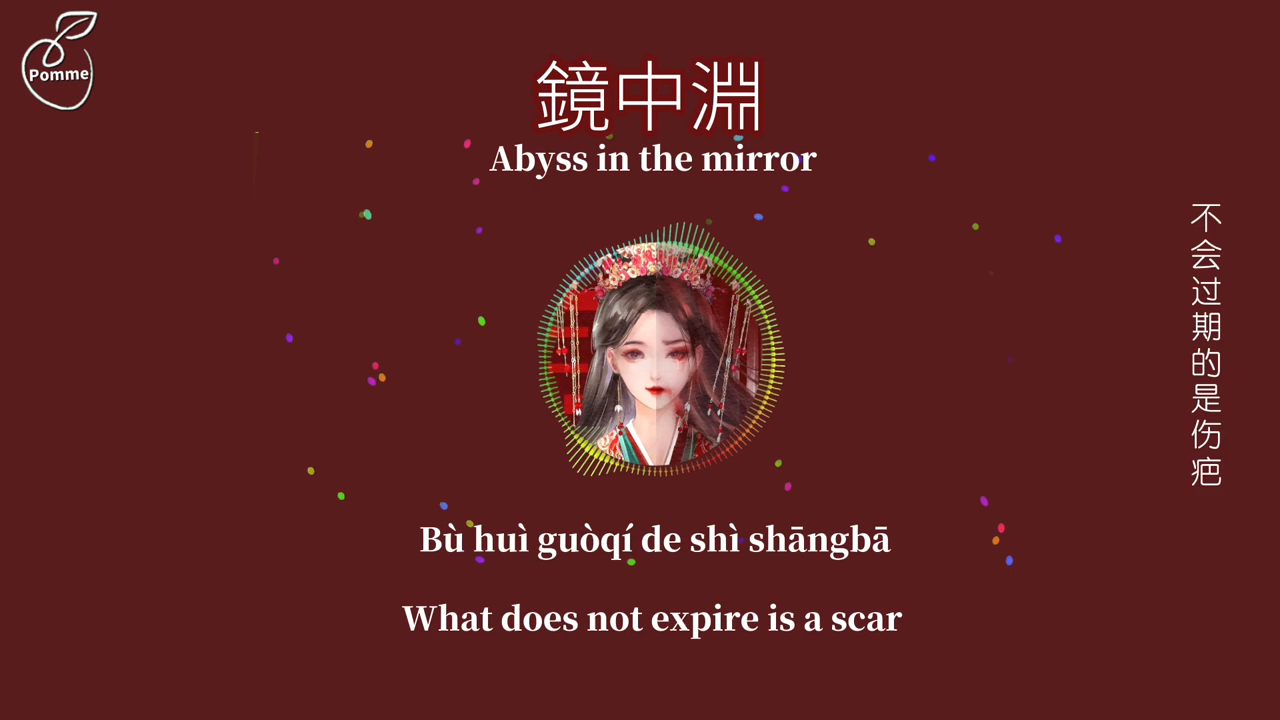 Pomme
鏡中淵
Abyss in the mirror
不会过期的是伤疤
Bù huì guòqí de shì shāngbā
What does not expire is a scar